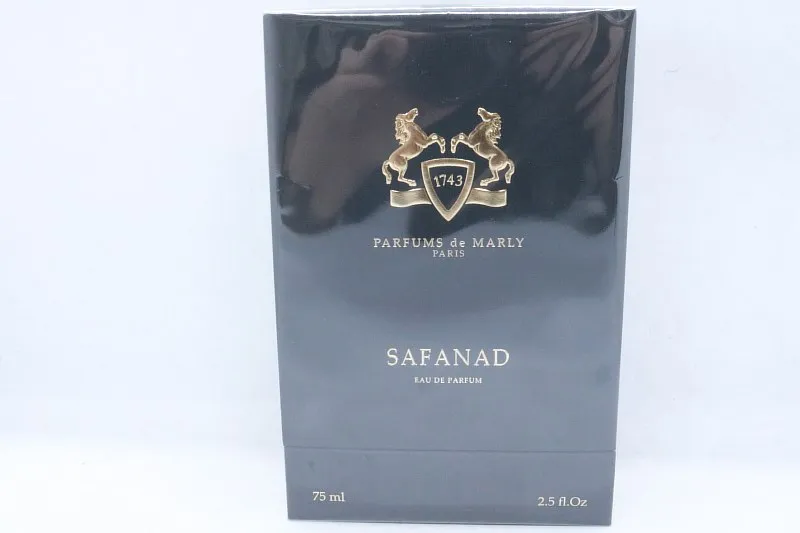 1743
PARFUMS de MARLY
PARIS
SAFANAD
EAU DE PARFUM
75 ml 2.5 fl.Oz